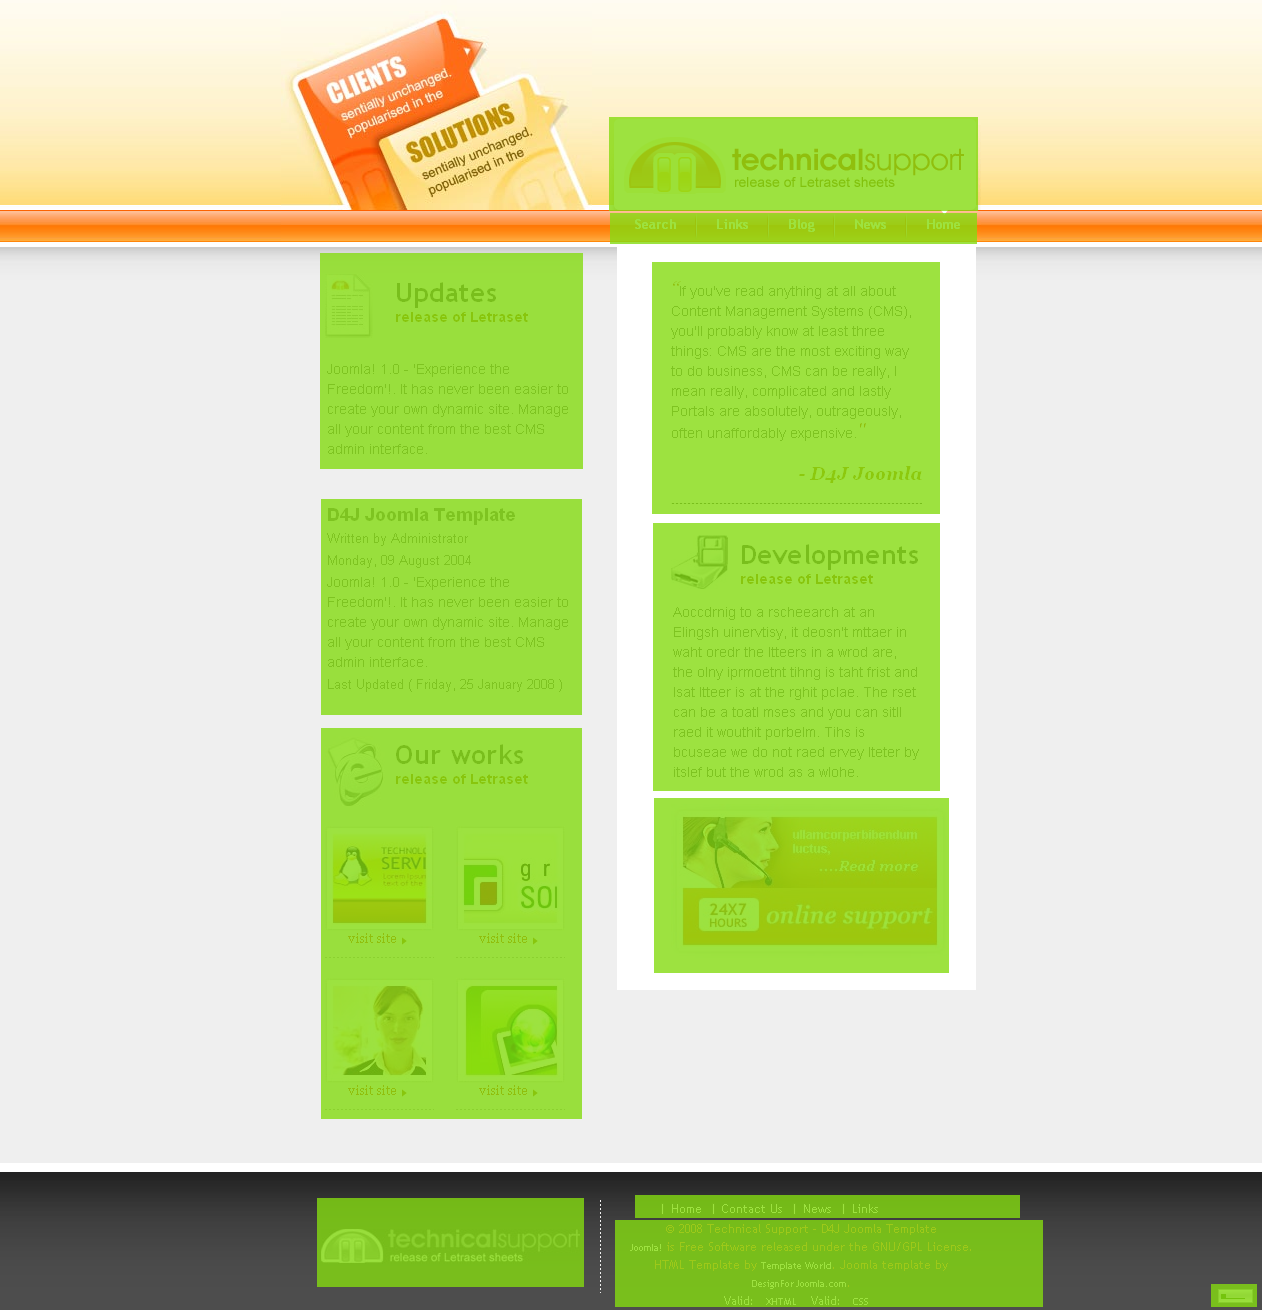 CLIENTS
sentially unchanged.
popularised in the
SOLUTIONS
sentially unchanged.
popularised in the
technicalsupport
release of Letraset sheets
Search
Links
Blog
News
Home
Updates
release of Letraset
Joomla! 1.0 - 'Experience the
Freedom'!. It has never been easier to
create your own dynamic site. Manage
all your content from the best CMS
admin interface.
D4J Joomla Template
Written by Administrator
Monday, 09 August 2004
Joomla! 1.0 - 'Experience the
Freedom'!. It has never been easier to
create your own dynamic site. Manage
all your content from the best CMS
admin interface.
Last Updated ( Friday, 25 January 2008 )
Our works
release of Letraset
TECHNOLO
SERVE
g r
SOL
visit site
visit site
visit site
visit site
"If you've read anything at all about
Content Management Systems (CMS),
you'll probably know at least three
things: CMS are the most exciting way
to do business, CMS can be really, I
mean really, complicated and lastly
Portals are absolutely, outrageously,
often unaffordably expensive."
- D4J Joomla
Developments
release of Letraset
Aoccdrnig to a rscheearch at an
Elingsh uinervtisy, it deosn't mttaer in
waht oredr the ltteers in a wrod are,
the olny iprmoetnt tihng is taht frist and
lsat ltteer is at the rghit pclae. The rset
can be a toatl mses and you can sitll
raed it wouthit porbelm. Tihs is
bcuseae we do not raed ervey lteter by
itslef but the wrod as a wlohe.
ullamcorperhibendum
luctus,
....Read more
24X7
HOURS
online support
technicalsupport
release of Letraset sheets
| Home | Contact Us | News | Links
© 2008 Technical Support - D4J Joomla Template
Joomla! is Free Software released under the GNU/GPL License.
HTML Template by Template World. Joomla template by
DesignForJoomla.com.
Valid: XHTML Valid: CSS